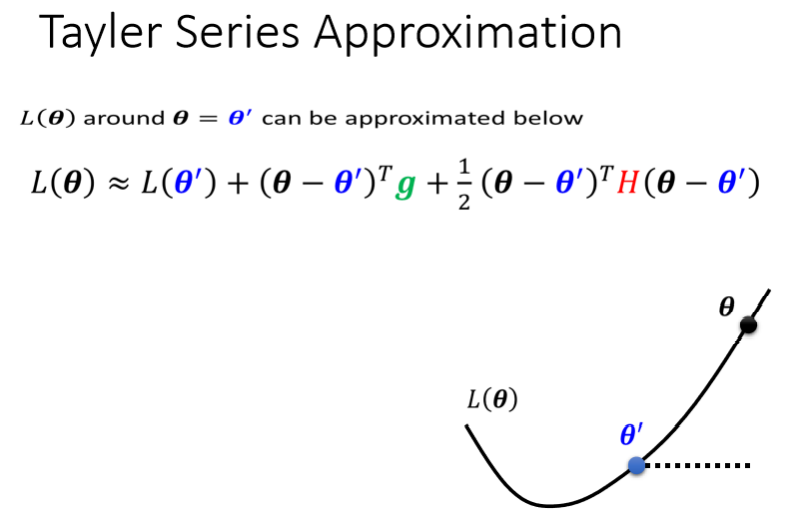 Tayler Series Approximation
L(θ) around θ = θ′ can be approximated below
L(θ) ≈ L(θ′) + (θ − θ′)ᵀg + ½(θ − θ′)ᵀH(θ − θ′)
θ
L(θ)
θ′